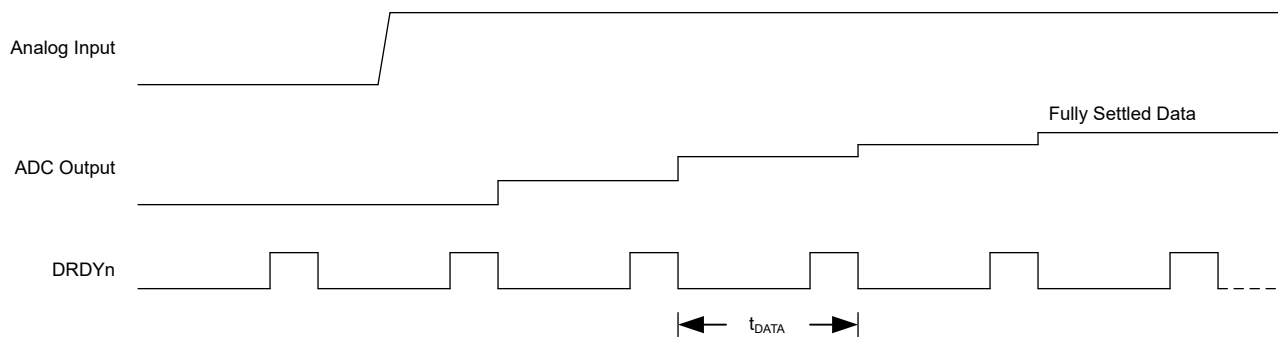 Analog Input
Fully Settled Data
ADC Output
DRDYn
tDATA